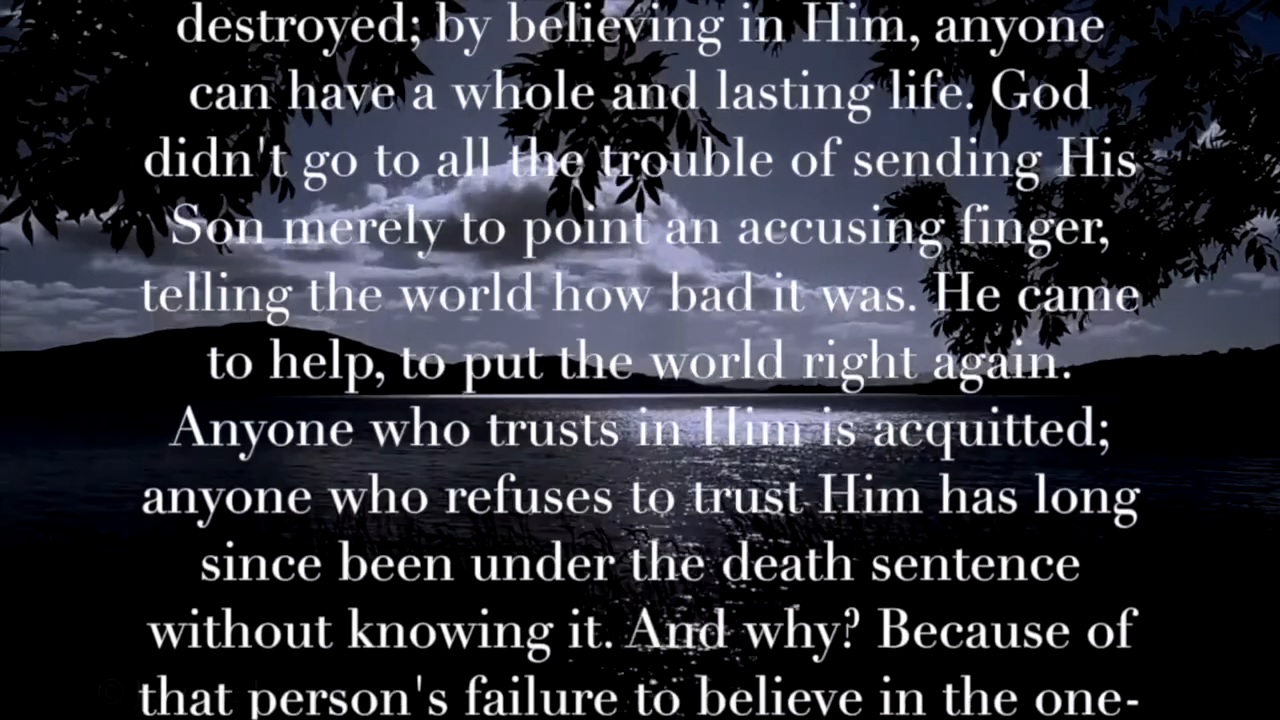 destroyed; by believing in Him, anyone
can have a whole and lasting life. God
didn't go to all the trouble of sending His
Son merely to point an accusing finger,
telling the world how bad it was. He came
to help, to put the world right again.
Anyone who trusts in Him is acquitted;
anyone who refuses to trust Him has long
since been under the death sentence
without knowing it. And why? Because of
that person's failure to believe in the one-